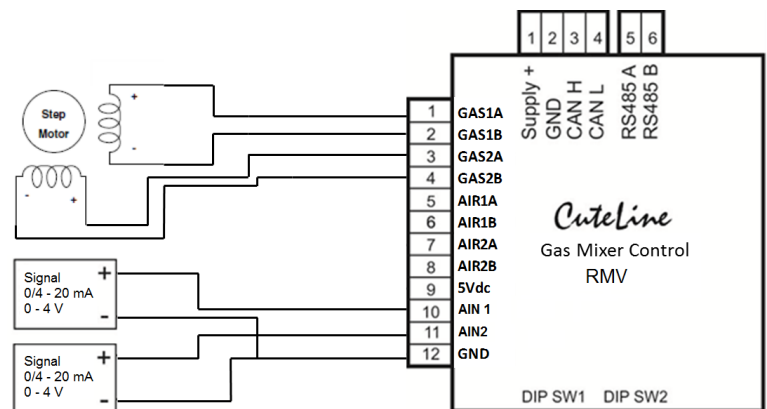 1 2 3 4 5 6
Supply +
GND
CAN H
CAN L
RS485 A
RS485 B
Step
Motor
+
-
- +
1 GAS1A
2 GAS1B
3 GAS2A
4 GAS2B
5 AIR1A
6 AIR1B
7 AIR2A
8 AIR2B
9 5Vdc
10 AIN 1
11 AIN2
12 GND
CuteLine
Gas Mixer Control
RMV
Signal +
0/4 - 20 mA
0 - 4 V -
Signal +
0/4 - 20 mA
0 - 4 V -
DIP SW1 DIP SW2